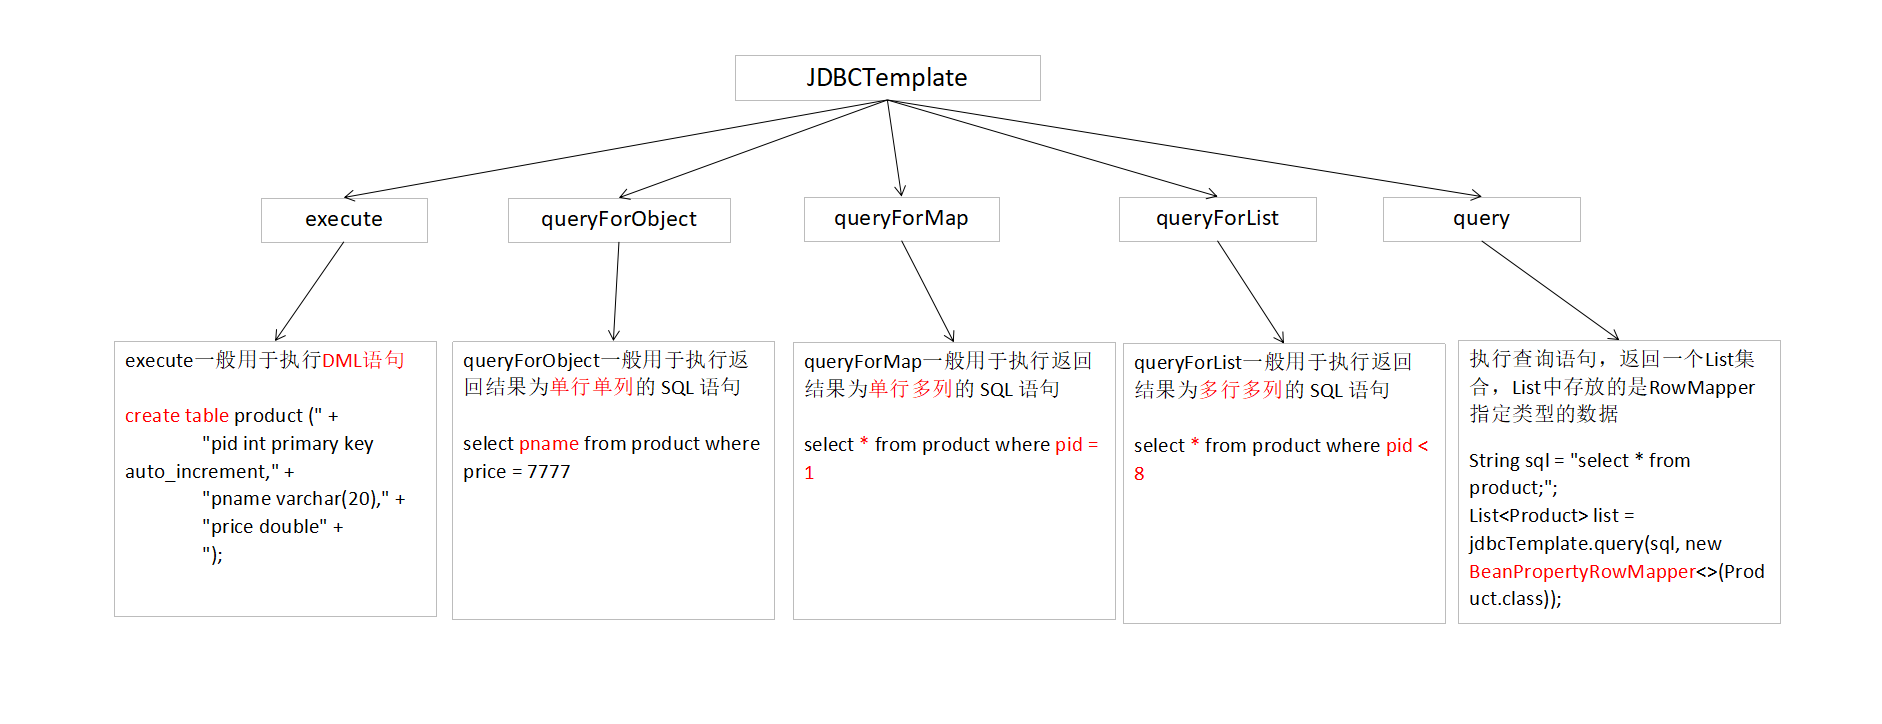 JDBCTemplate
execute
queryForObject
queryForMap
queryForList
query
execute一般用于执行DML语句
create table product (" +
"pid int primary key
auto_increment," +
"pname varchar(20)," +
"price double" +
");
queryForObject一般用于执行返
回结果为单行单列的 SQL 语句
select pname from product where
price = 7777
queryForMap一般用于执行返回
结果为单行多列的 SQL 语句
select * from product where pid =
1
queryForList一般用于执行返回
结果为多行多列的 SQL 语句
select * from product where pid <
8
执行查询语句，返回一个List集
合，List中存放的是RowMapper
指定类型的数据
String sql = "select * from
product;";
List<Product> list =
jdbcTemplate.query(sql, new
BeanPropertyRowMapper<>(Prod
uct.class));